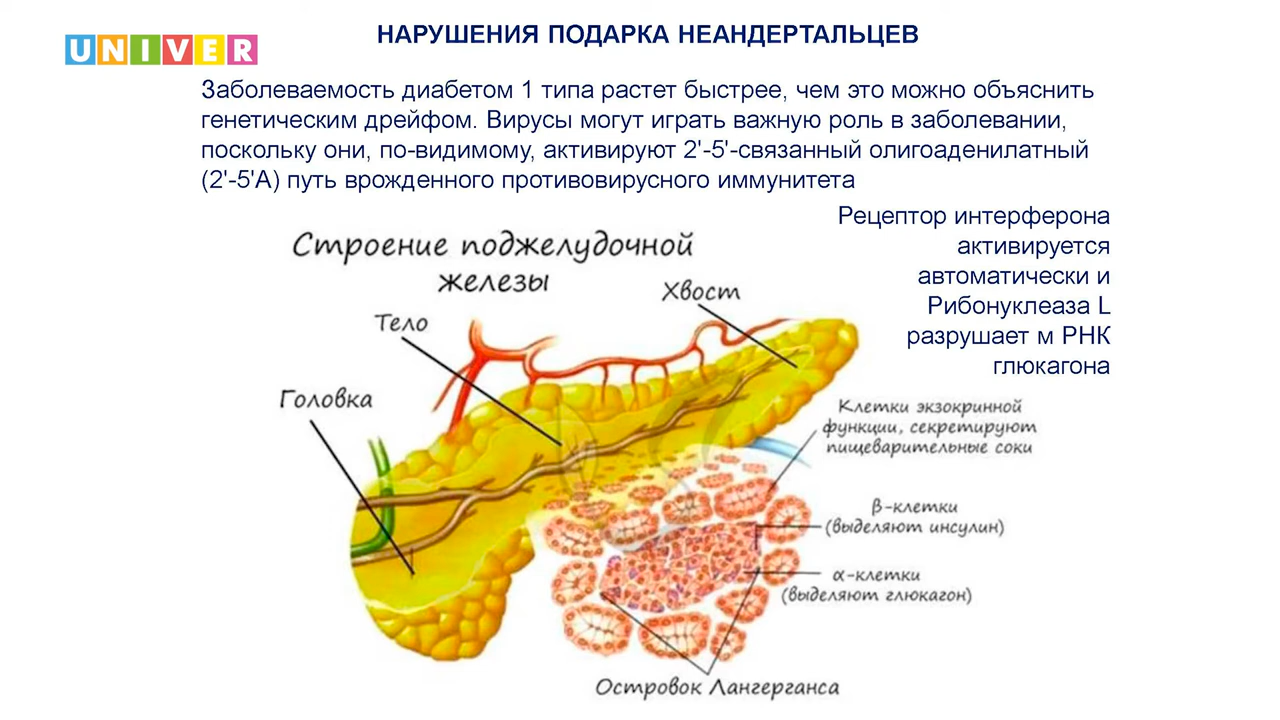 НАРУШЕНИЯ ПОДАРКА НЕАНДЕРТАЛЬЦЕВ
UNIVER
Заболеваемость диабетом 1 типа растет быстрее, чем это можно объяснить
генетическим дрейфом. Вирусы могут играть важную роль в заболевании,
поскольку они, по-видимому, активируют 2'-5'-связанный олигоаденилатный
(2'-5'А) путь врожденного противовирусного иммунитета
Рецептор интерферона
активируется
автоматически и
Рибонуклеаза L
разрушает м РНК
глюкагона
Строение поджелудочной
железы
Хвост
Тело
Головка
Клетки экзокринной
функции, секретируют
пищеварительные соки
β-клетки
(выделяют инсулин)
α-клетки
(выделяют глюкагон)
Островок Лангерганса